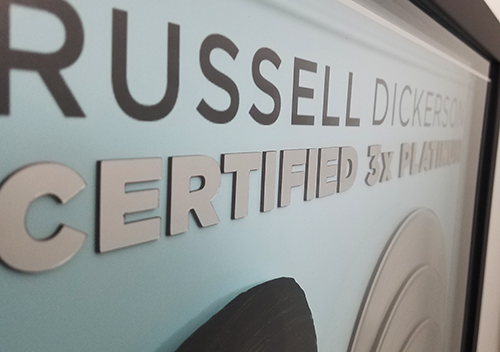 RUSSELL DICKERSON
CERTIFIED 3x PLATINUM